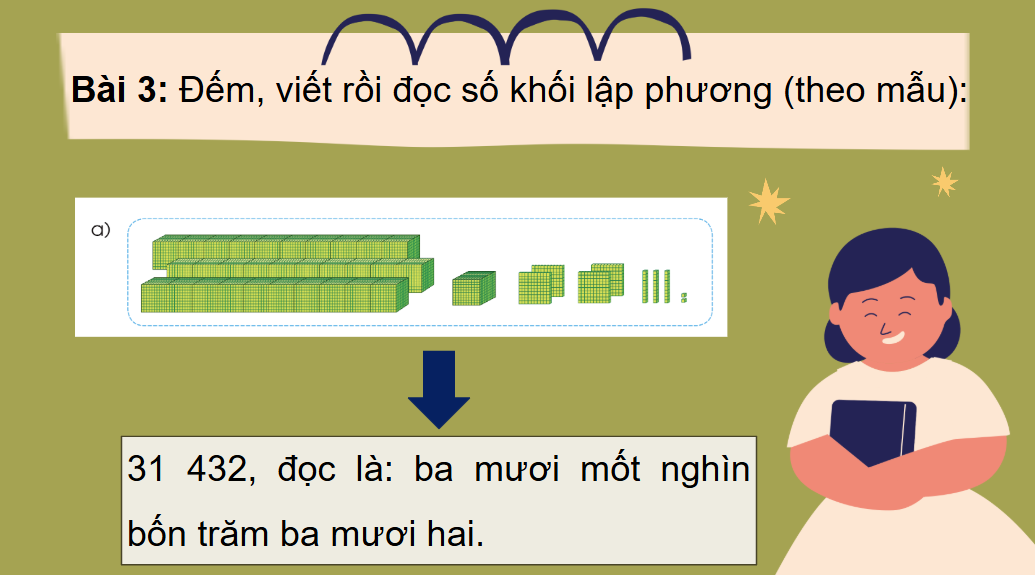 Bài 3: Đếm, viết rồi đọc số khối lập phương (theo mẫu):
a)
31 432, đọc là: ba mươi mốt nghìn
bốn trăm ba mươi hai.